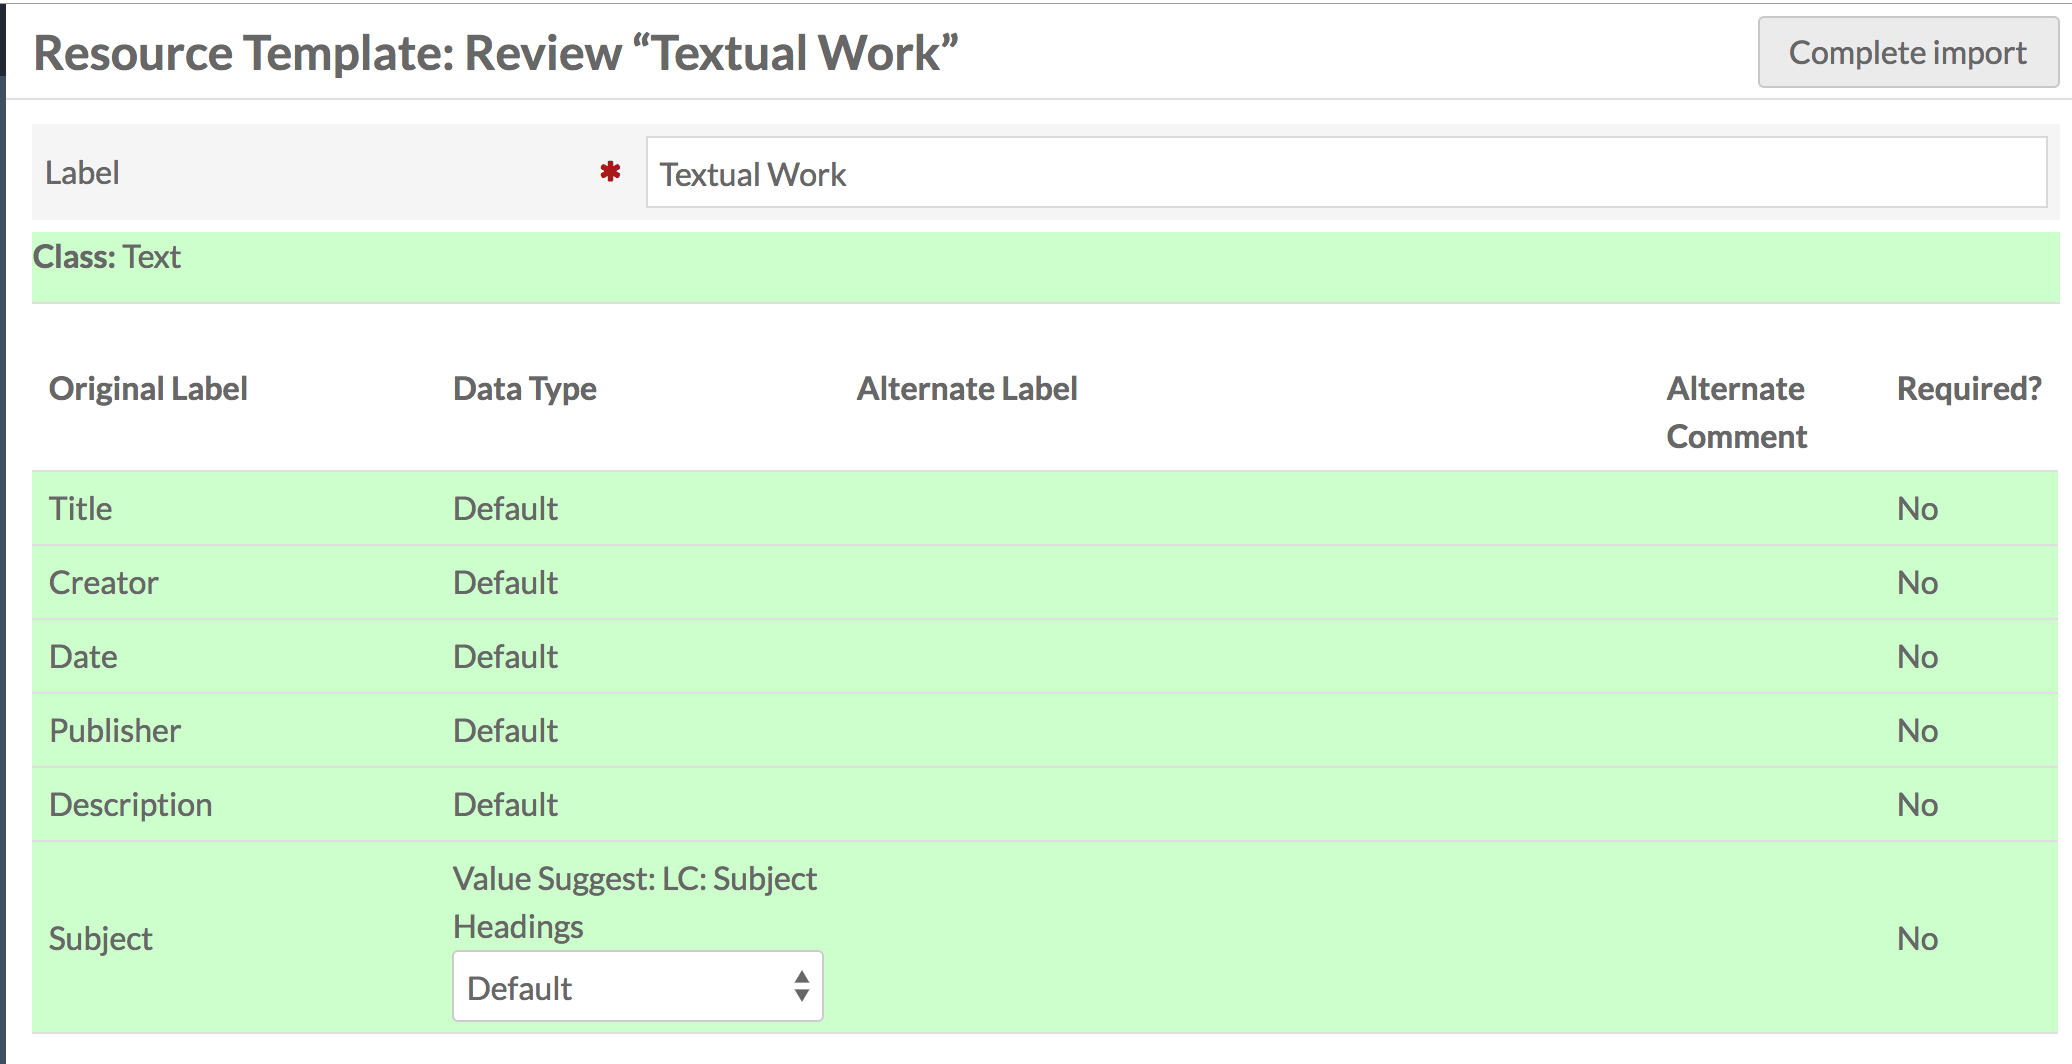 Resource Template: Review “Textual Work”
Complete import
Label
*
Textual Work
Class: Text
Original Label Data Type Alternate Label Alternate Comment Required?
Title Default No
Creator Default No
Date Default No
Publisher Default No
Description Default No
Subject Value Suggest: LC: Subject Headings No
Default